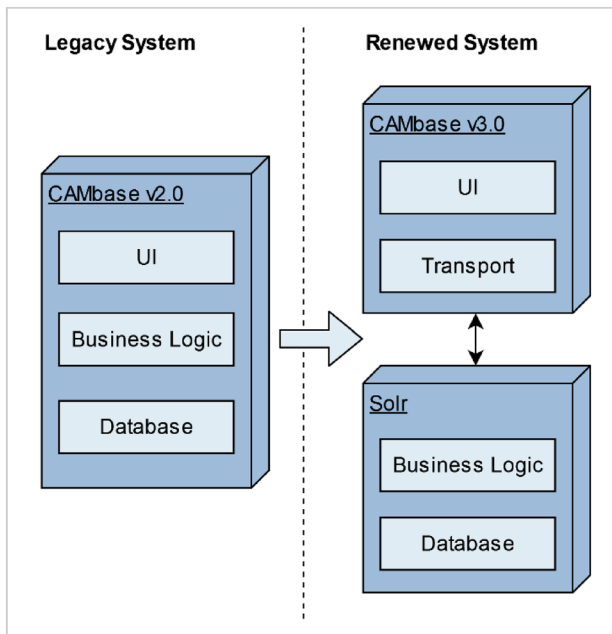 Legacy System
CAMbase v2.0
UI
Business Logic
Database
Renewed System
CAMbase v3.0
UI
Transport
Solr
Business Logic
Database